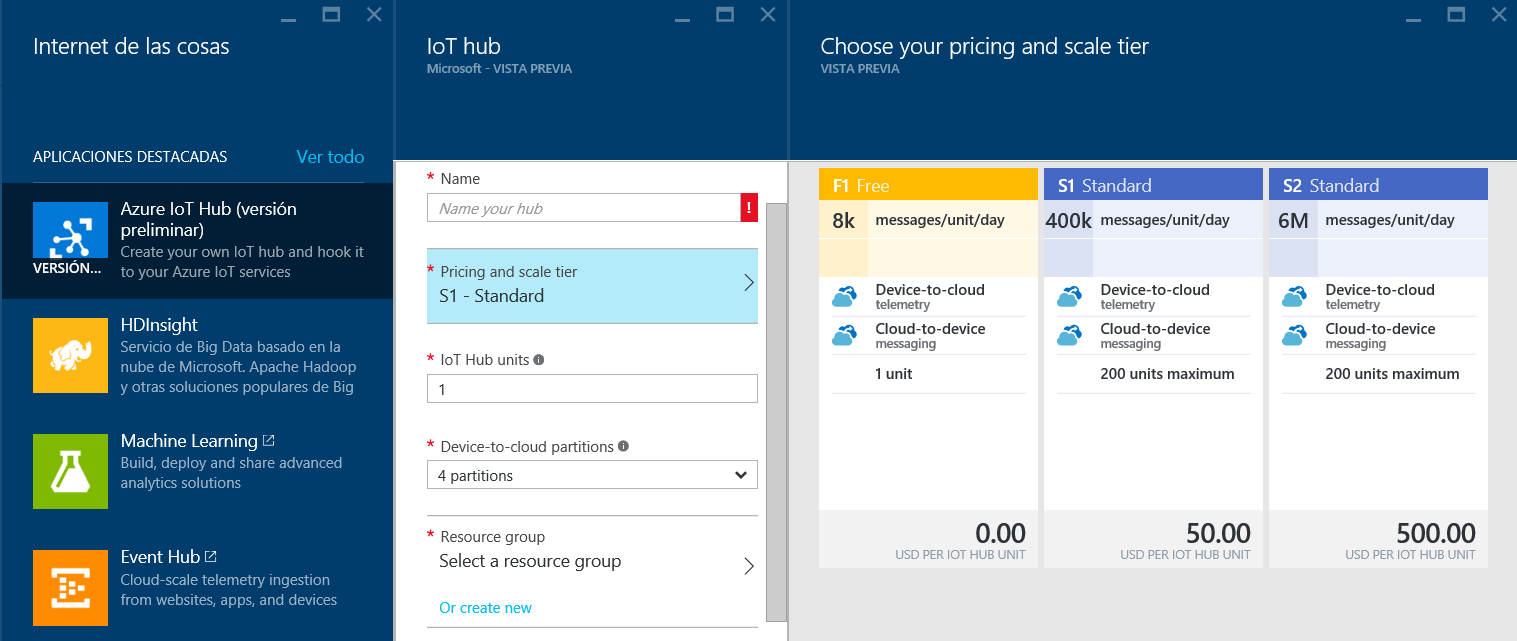 Internet de las cosas
APLICACIONES DESTACADAS
Ver todo
VERSIÓN...
Azure IoT Hub (versión
preliminar)
Create your own IoT hub and hook it
to your Azure IoT services
HDInsight
Servicio de Big Data basado en la
nube de Microsoft. Apache Hadoop
y otras soluciones populares de Big
Machine Learning
Build, deploy and share advanced
analytics solutions
Event Hub
Cloud-scale telemetry ingestion
from websites, apps, and devices
IoT hub
Microsoft - VISTA PREVIA
* Name
Name your hub
!
* Pricing and scale tier
S1 - Standard
* IoT Hub units
1
* Device-to-cloud partitions
4 partitions
* Resource group
Select a resource group
Or create new
Choose your pricing and scale tier
VISTA PREVIA
F1 Free
8k messages/unit/day
Device-to-cloud
telemetry
Cloud-to-device
messaging
1 unit
0.00
USD PER IOT HUB UNIT
S1 Standard
400k messages/unit/day
Device-to-cloud
telemetry
Cloud-to-device
messaging
200 units maximum
50.00
USD PER IOT HUB UNIT
S2 Standard
6M messages/unit/day
Device-to-cloud
telemetry
Cloud-to-device
messaging
200 units maximum
500.00
USD PER IOT HUB UNIT